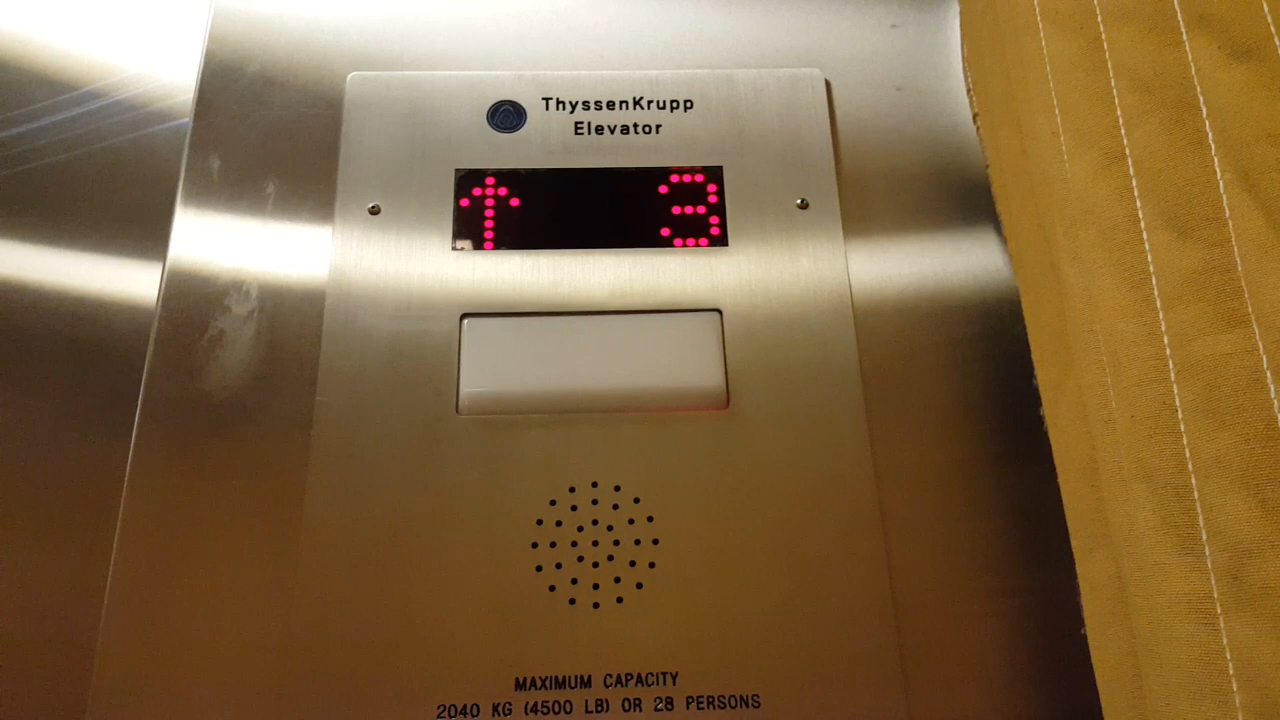 ThyssenKrupp
Elevator
↑ 3
MAXIMUM CAPACITY
2040 KG (4500 LB) OR 28 PERSONS